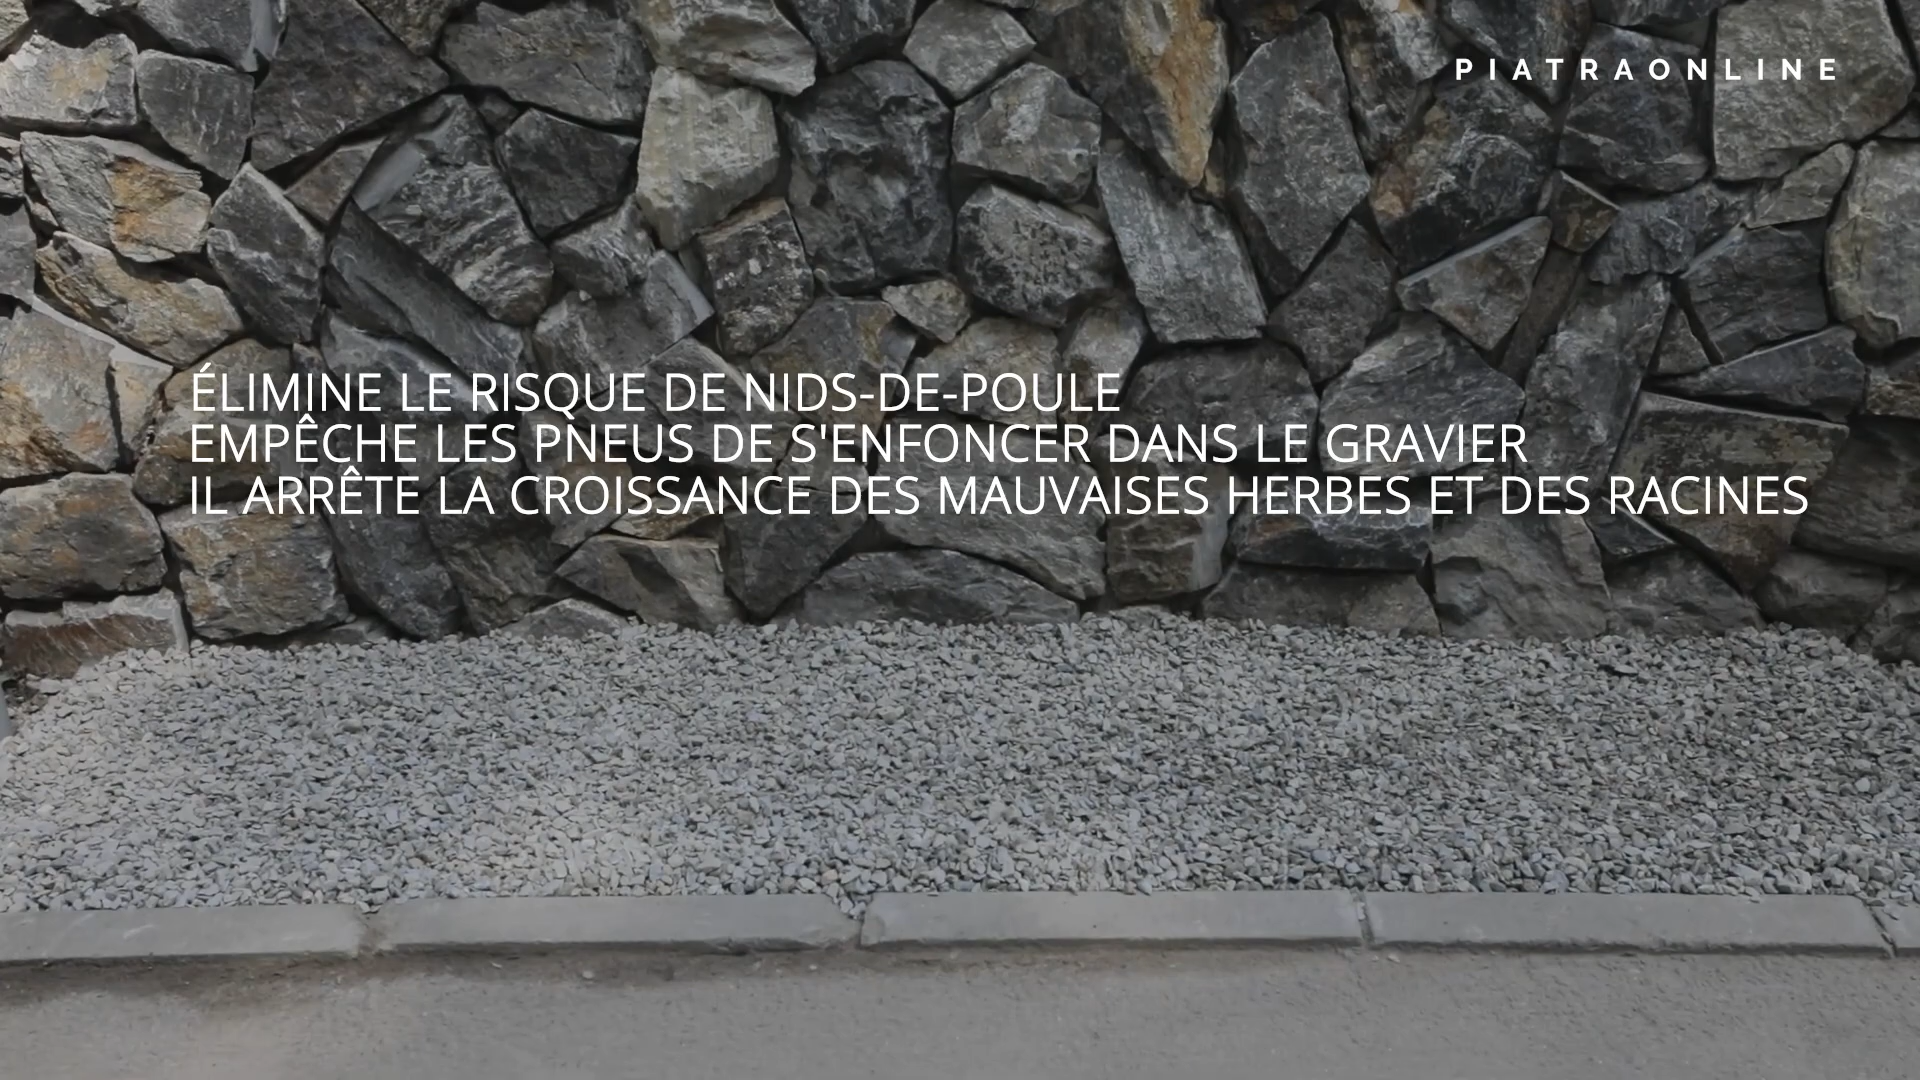 PIATRAONLINE
ÉLIMINE LE RISQUE DE NIDS-DE-POULE
EMPÊCHE LES PNEUS DE S'ENFONCER DANS LE GRAVIER
IL ARRÊTE LA CROISSANCE DES MAUVAISES HERBES ET DES RACINES